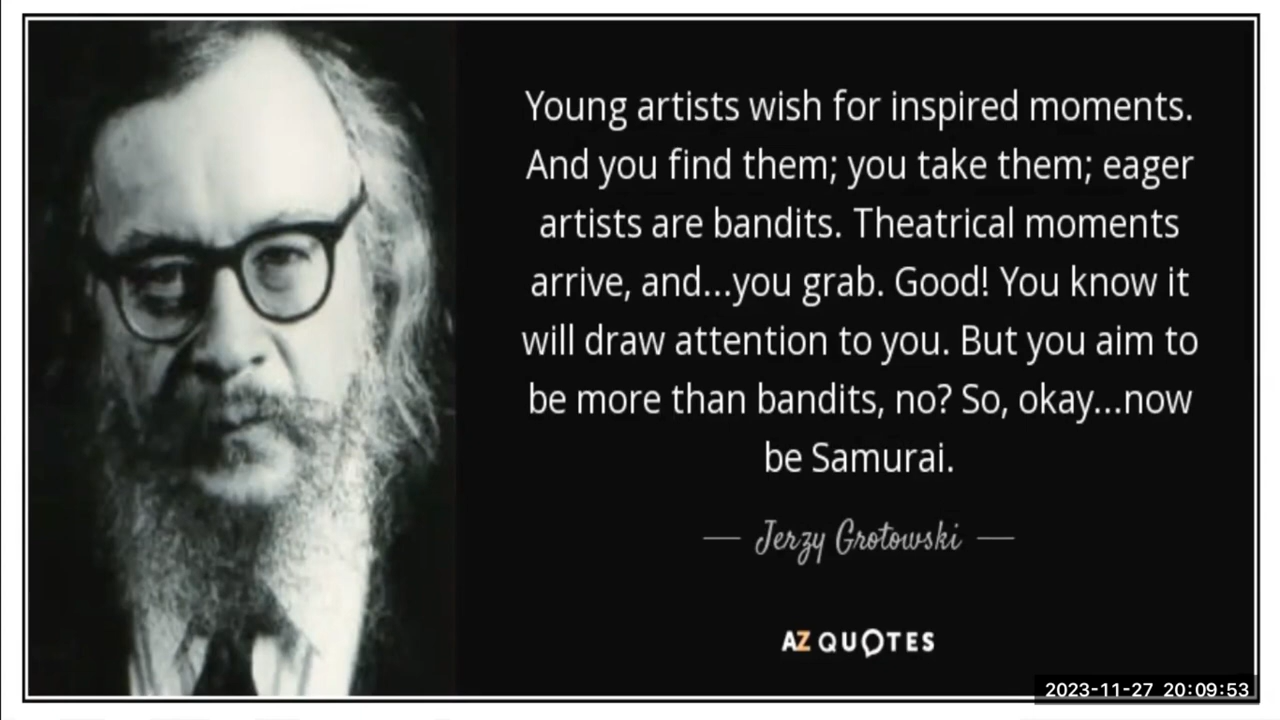 Young artists wish for inspired moments.
And you find them; you take them; eager
artists are bandits. Theatrical moments
arrive, and...you grab. Good! You know it
will draw attention to you. But you aim to
be more than bandits, no? So, okay...now
be Samurai.
— Jerzy Grotowski —
AZ QUOTES
2023-11-27 20:09:53